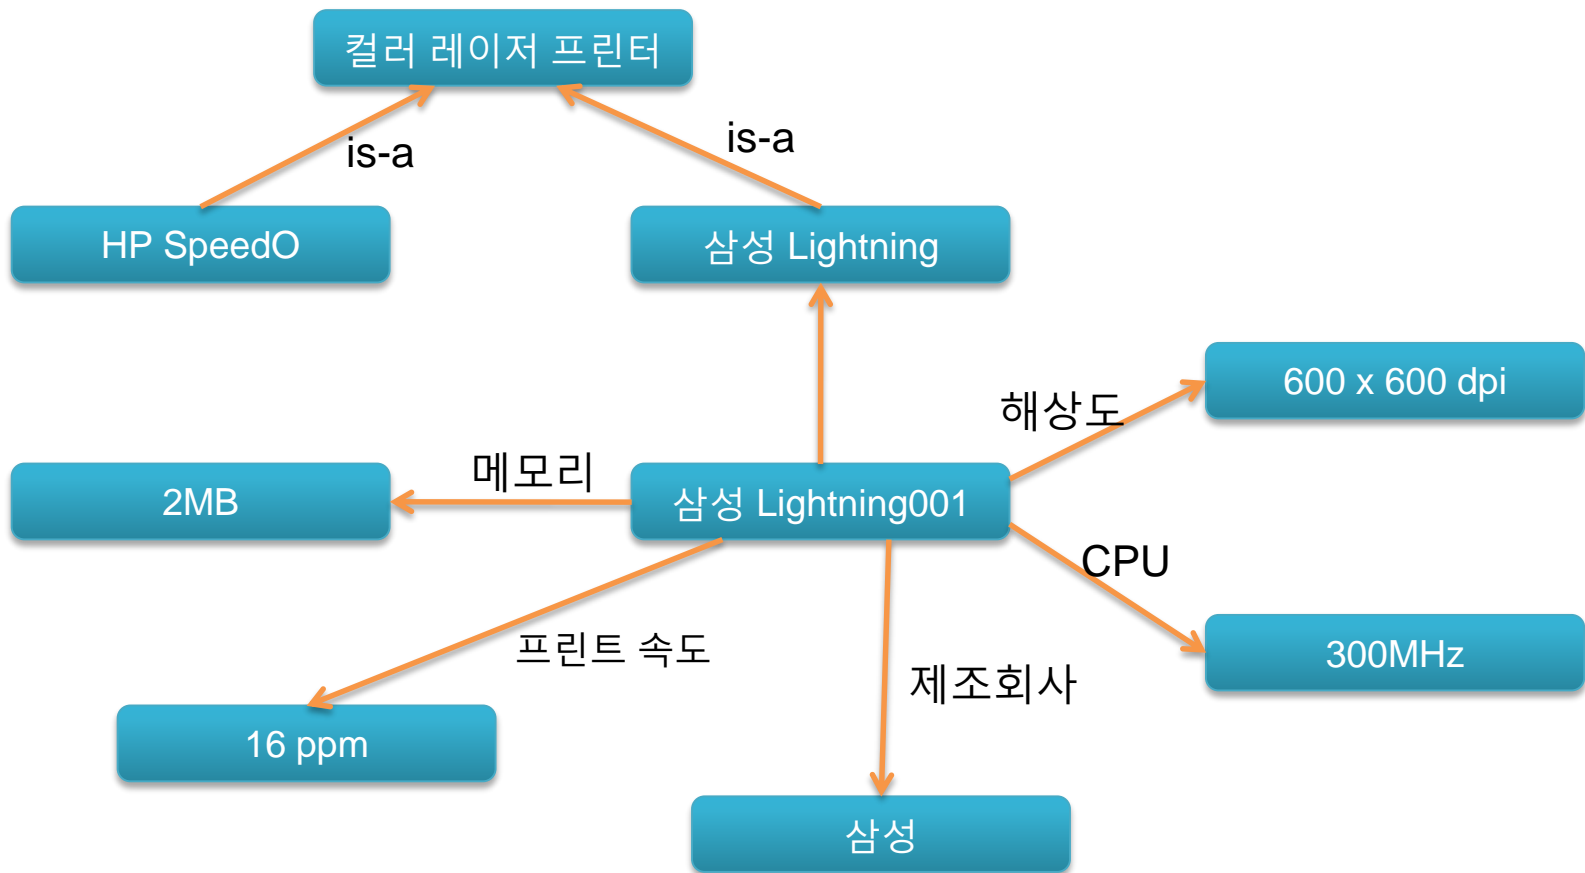 컬러 레이저 프린터
is-a
is-a
HP SpeedO
삼성 Lightning
600 x 600 dpi
해상도
메모리
2MB
삼성 Lightning001
CPU
프린트 속도
300MHz
제조회사
16 ppm
삼성